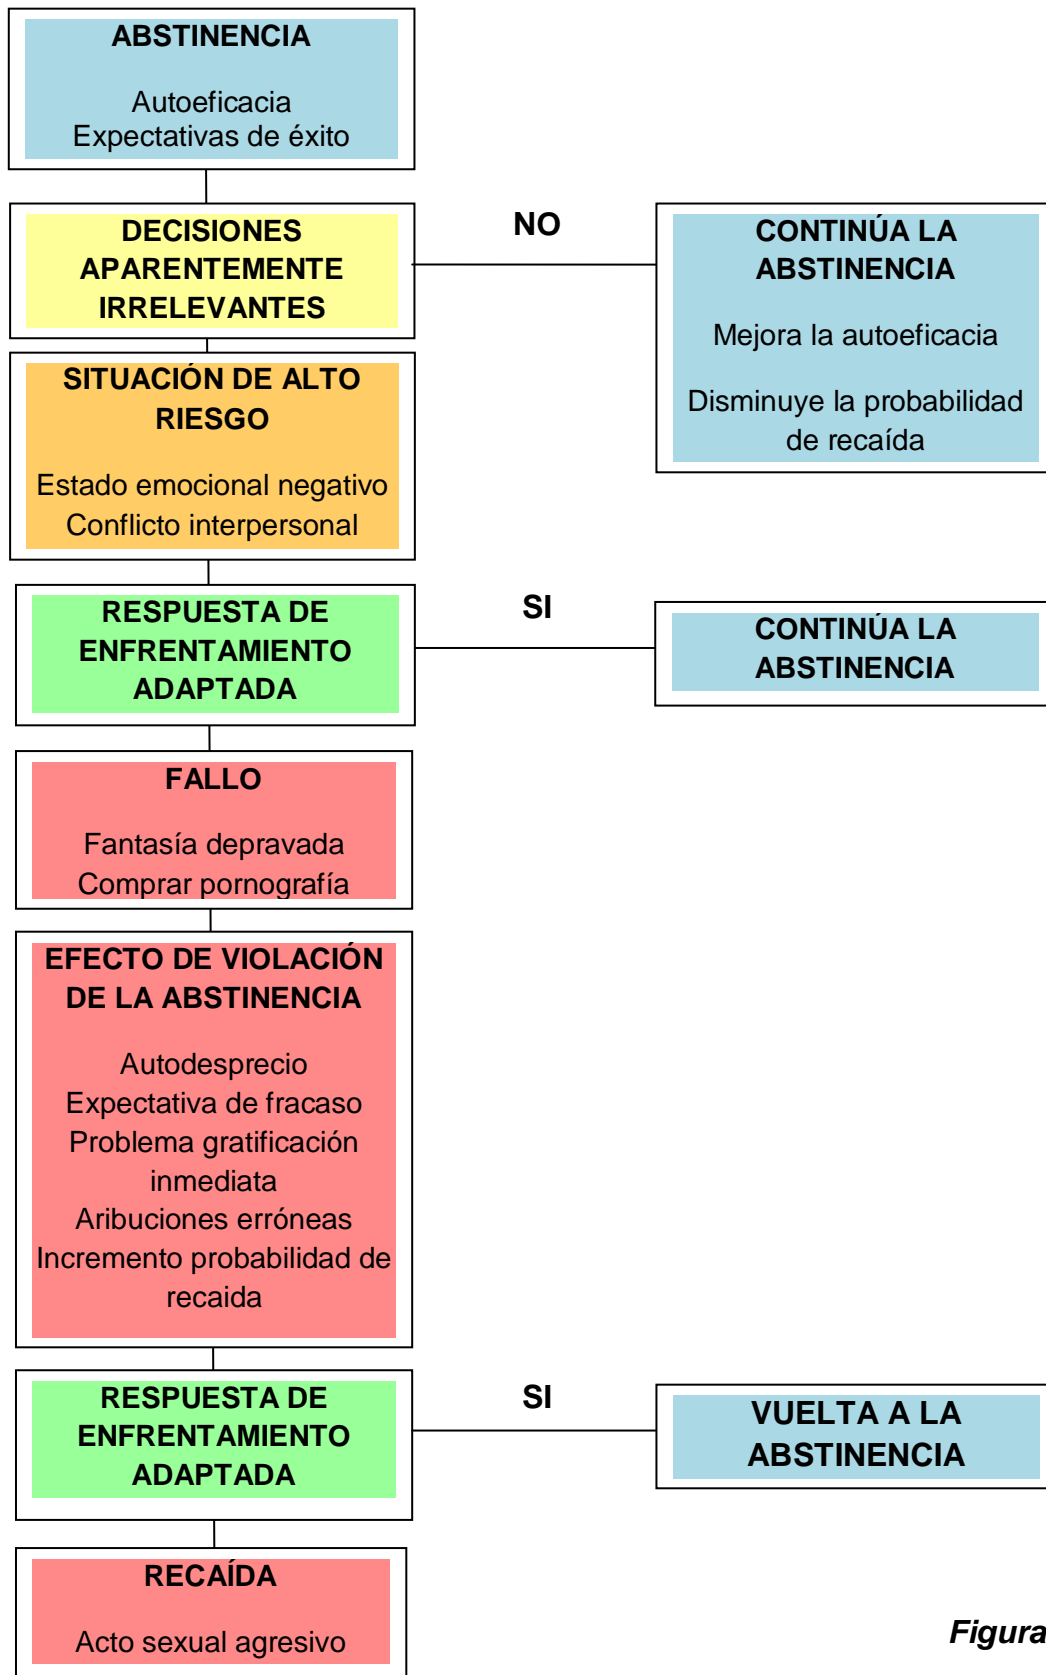 ABSTINENCIA
Autoeficacia
Expectativas de éxito
DECISIONES
APARENTEMENTE
IRRELEVANTES
NO
CONTINÚA LA
ABSTINENCIA
Mejora la autoeficacia
Disminuye la probabilidad
de recaída
SITUACIÓN DE ALTO
RIESGO
Estado emocional negativo
Conflicto interpersonal
RESPUESTA DE
ENFRENTAMIENTO
ADAPTADA
SI
CONTINÚA LA
ABSTINENCIA
FALLO
Fantasía depravada
Comprar pornografía
EFECTO DE VIOLACIÓN
DE LA ABSTINENCIA
Autodesprecio
Expectativa de fracaso
Problema gratificación
inmediata
Aribuciones erróneas
Incremento probabilidad de
recaida
RESPUESTA DE
ENFRENTAMIENTO
ADAPTADA
SI
VUELTA A LA
ABSTINENCIA
RECAÍDA
Acto sexual agresivo
Figura